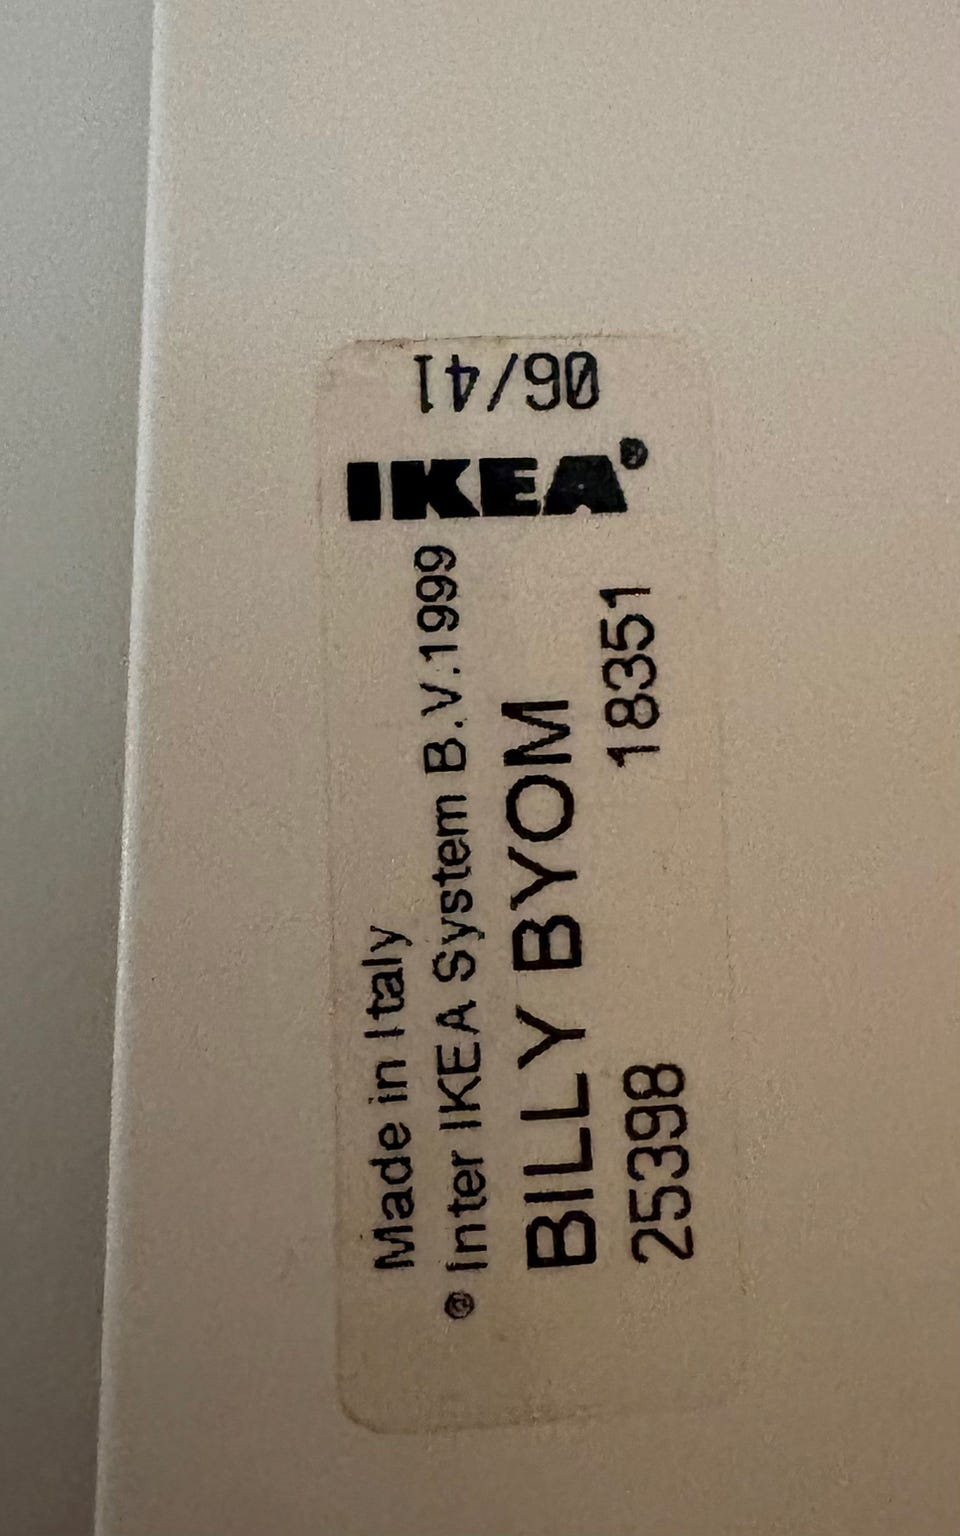 06/41
IKEA®
Made in Italy
® Inter IKEA System B.V.1999
BILLY BYOM
25398 18351